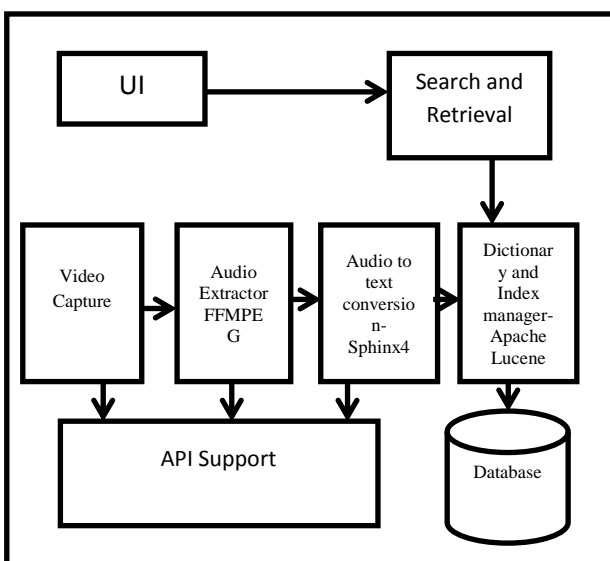 UI
Search and
Retrieval
Video
Capture
Audio
Extractor
FFMPE
G
Audio to
text
conversio
n-
Sphinx4
Dictionar
y and
Index
manager-
Apache
Lucene
API Support
Database